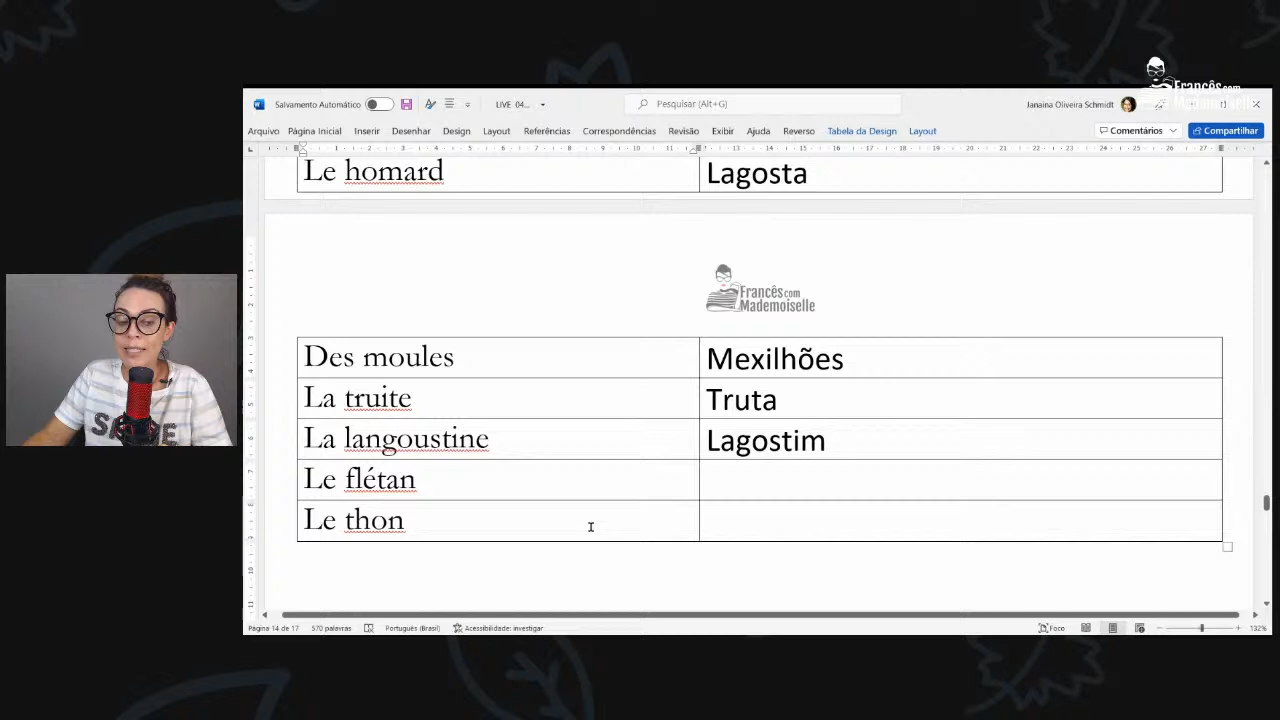 Francês com
Mademoiselle
Salvamento Automático
LIVE 04...
Pesquisar (Alt+G)
Janaina Oliveira Schmidt
Arquivo Página Inicial Inserir Desenhar Design Layout Referências Correspondências Revisão Exibir Ajuda Reverso Tabela da Design Layout
Comentários
Compartilhar
Le homard Lagosta
Francês com
Mademoiselle
Des moules Mexilhões
La truite Truta
La langoustine Lagostim
Le flétan
Le thon
Página 14 de 17 570 palavras Português (Brasil) Acessibilidade: investigar Foco 132%